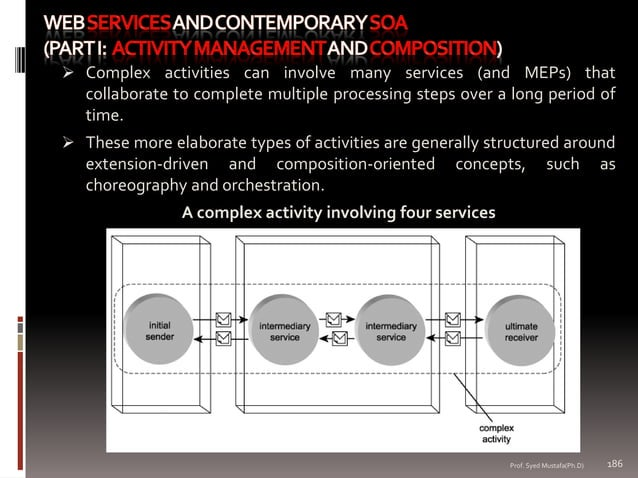 WEB SERVICES AND CONTEMPORARY SOA
(PART I: ACTIVITY MANAGEMENT AND COMPOSITION)
➢ Complex activities can involve many services (and MEPs) that
collaborate to complete multiple processing steps over a long period of
time.
➢ These more elaborate types of activities are generally structured around
extension-driven and composition-oriented concepts, such as
choreography and orchestration.
A complex activity involving four services
initial
sender
intermediary
service
intermediary
service
ultimate
receiver
complex
activity
Prof. Syed Mustafa(Ph.D)
186